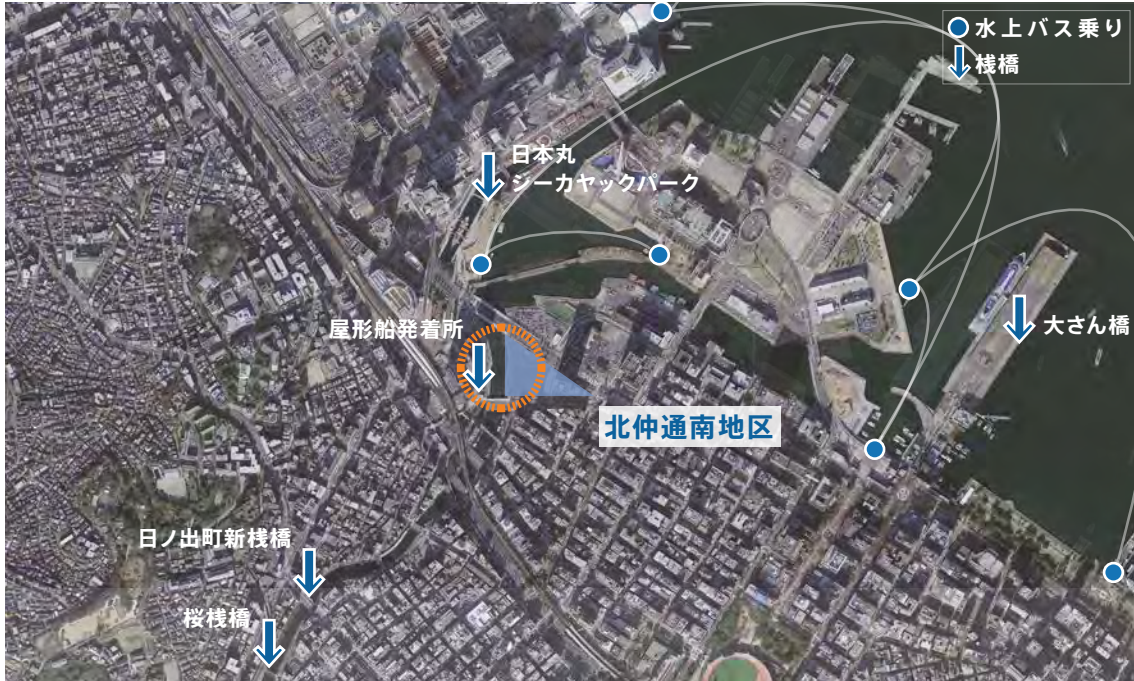 水上バス乗り
桟橋
日本丸
シーカヤックパーク
屋形船発着所
大さん橋
北仲通南地区
日ノ出町新桟橋
桜桟橋